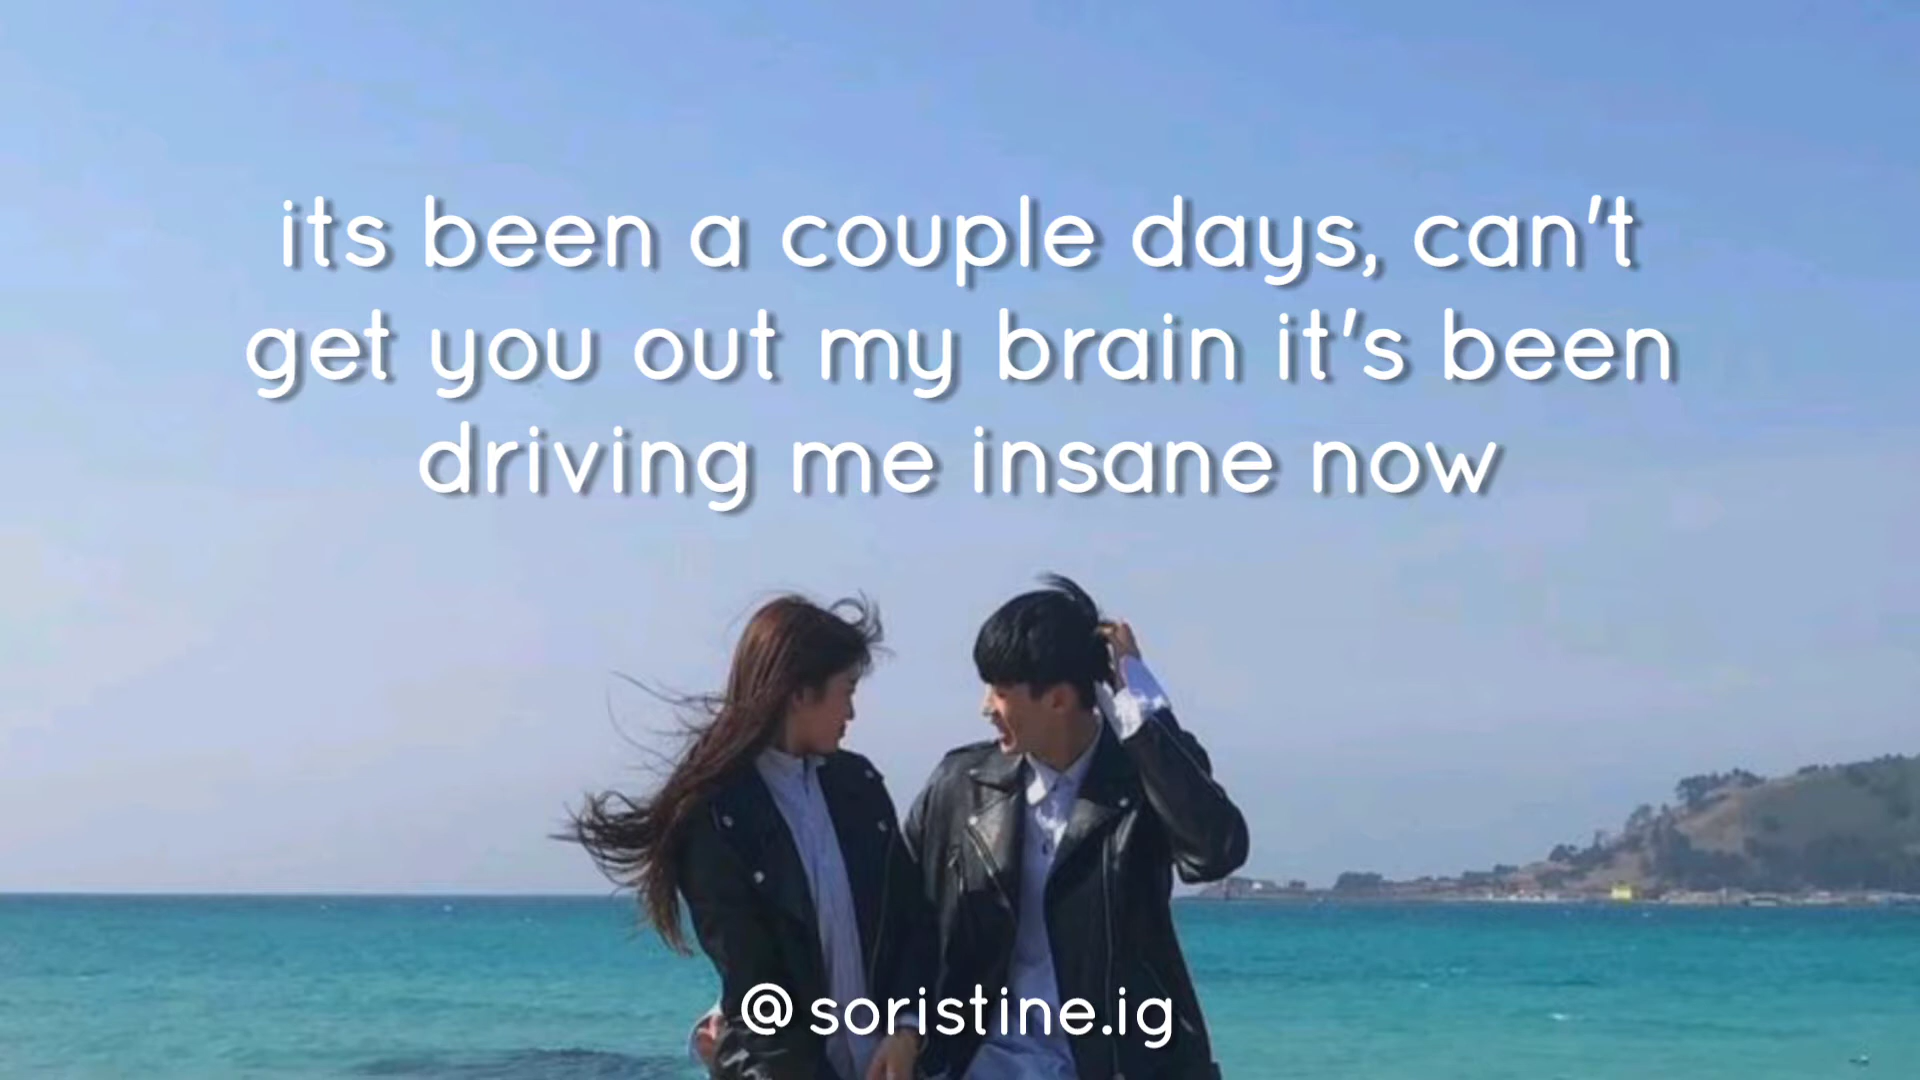 its been a couple days, can't
get you out my brain it's been
driving me insane now
@soristine.ig